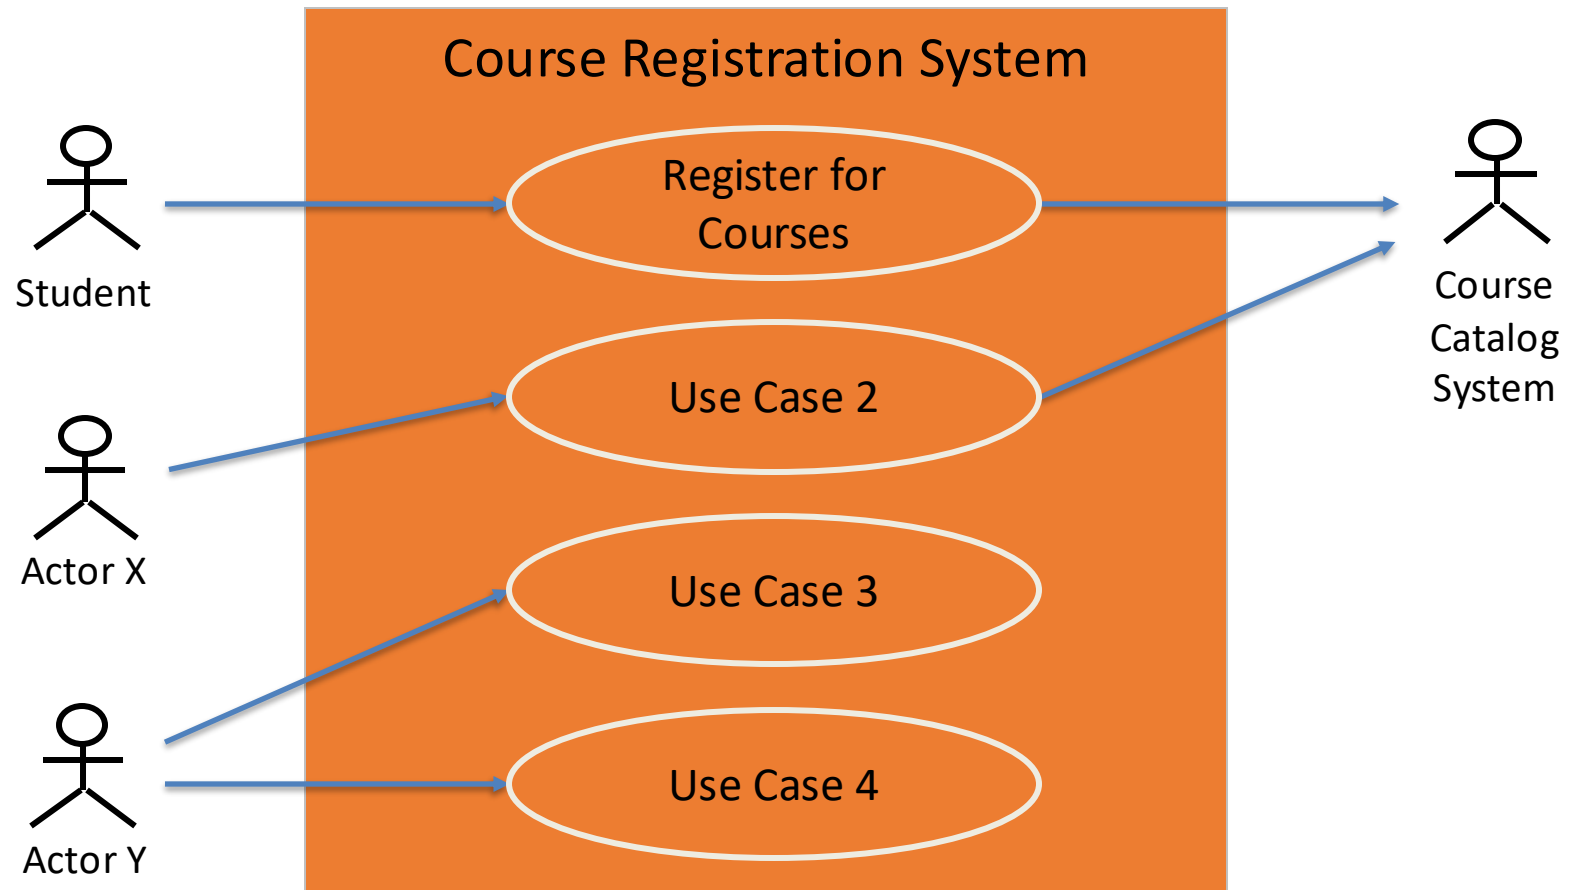 Course Registration System
Student
Register for
Courses
Course
Catalog
System
Actor X
Use Case 2
Use Case 3
Actor Y
Use Case 4